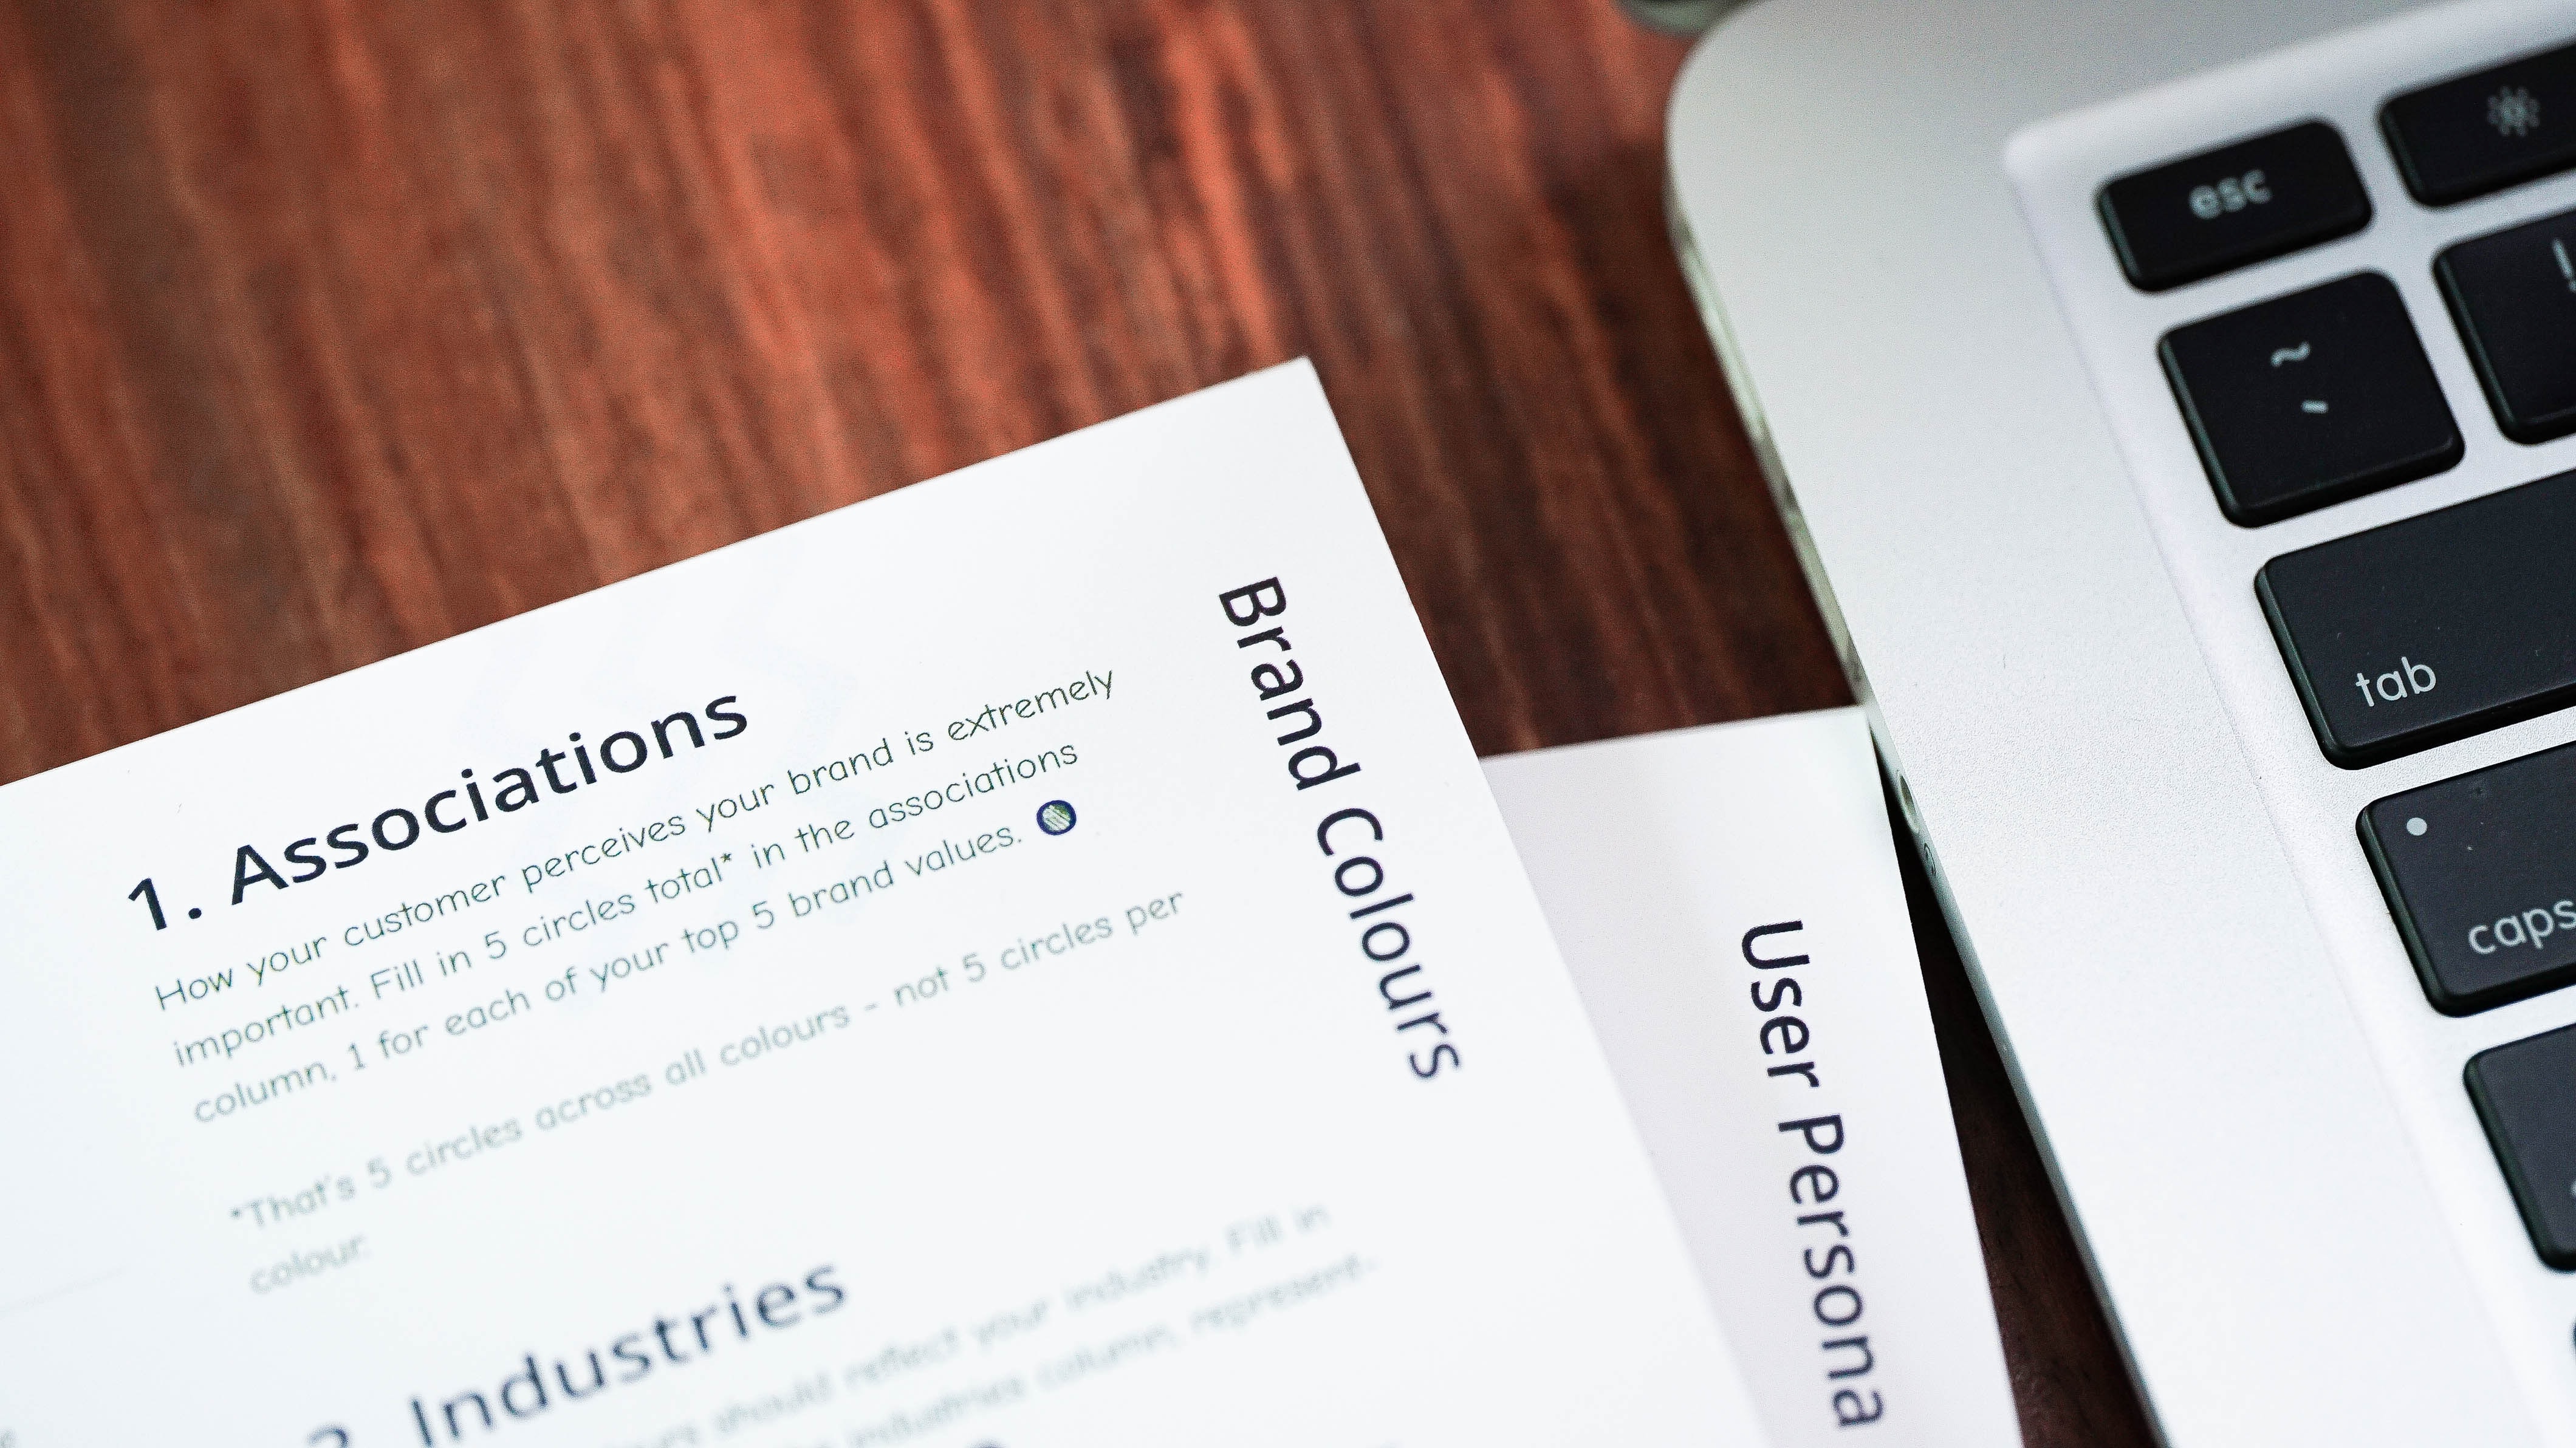 1. Associations
How your customer perceives your brand is extremely
important. Fill in 5 circles total* in the associations
column, 1 for each of your top 5 brand values.
*That's 5 circles across all colours - not 5 circles per
colour.
2. Industries
should reflect your industry. Fill in
industries column, represent-
Brand Colours
User Persona
esc
~
`
!
tab
caps